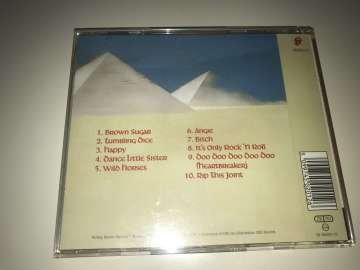 1 Brown Sugar
2 Tumbling Dice
3 Happy
4 Dance Little Sister
5 Wild Horses
6 Angie
7 Bitch
8 It's Only Rock 'N Roll
9 Doo Doo Doo Doo Doo
(Heartbreaker)
10 Rip This Joint